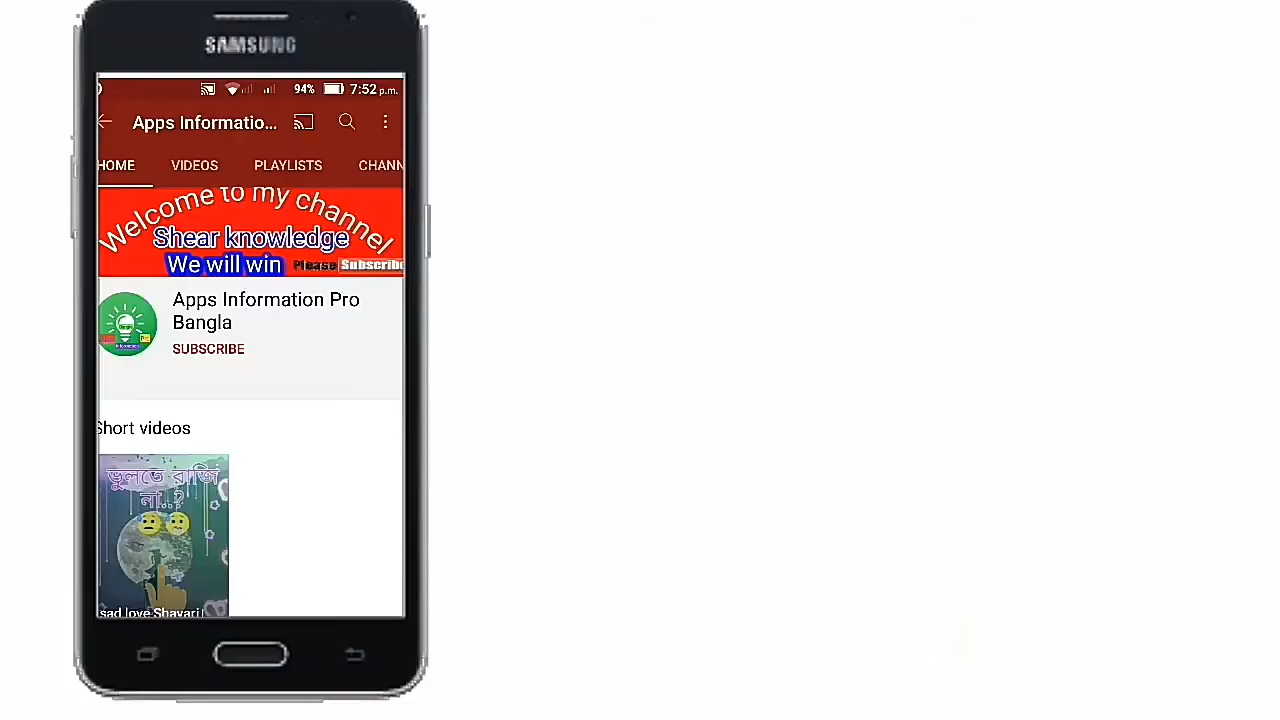 SAMSUNG
94% 7:52 p.m.
Apps Informatio...
HOME VIDEOS PLAYLISTS CHANN
Welcome to my channel
Shear knowledge
We will win Please Subscribe
Apps Information Pro
Bangla
SUBSCRIBE
Short videos
ভুলতে রাজি
না..?
sad love Shayari